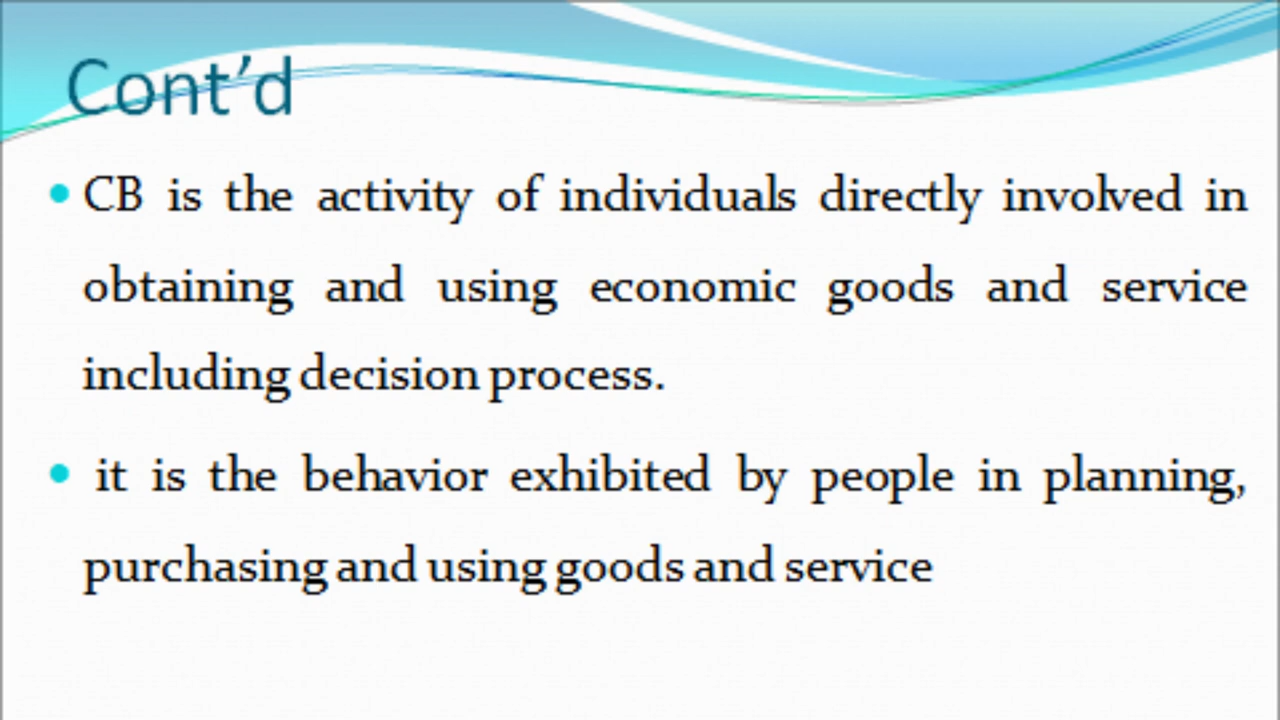 Cont’d
CB is the activity of individuals directly involved in
obtaining and using economic goods and service
including decision process.
it is the behavior exhibited by people in planning,
purchasing and using goods and service